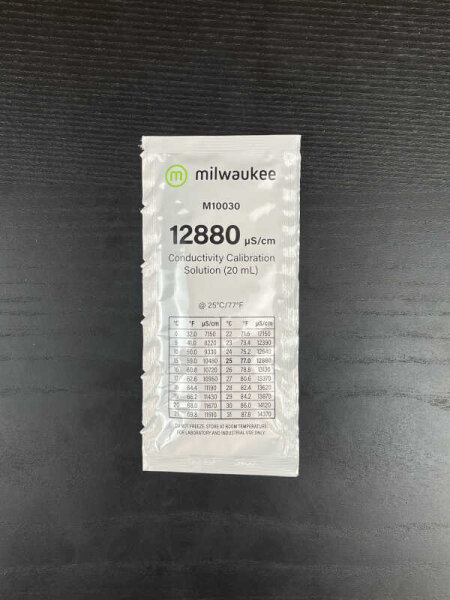 m milwaukee
M10030
12880 µS/cm
Conductivity Calibration
Solution (20 mL)
@ 25°C/77°F
°C °F µS/cm °C °F µS/cm
0 32.0 7150 22 71.6 12150
5 41.0 8220 23 73.4 12390
10 50.0 9330 24 75.2 12640
15 59.0 10480 25 77.0 12880
16 60.8 10720 26 78.8 13130
17 62.6 10950 27 80.6 13370
18 64.4 11190 28 82.4 13620
19 66.2 11430 29 84.2 13870
20 68.0 11670 30 86.0 14120
21 69.8 11910 31 87.8 14370
DO NOT FREEZE. STORE AT ROOM TEMPERATURE.
FOR LABORATORY AND INDUSTRIAL USE ONLY.